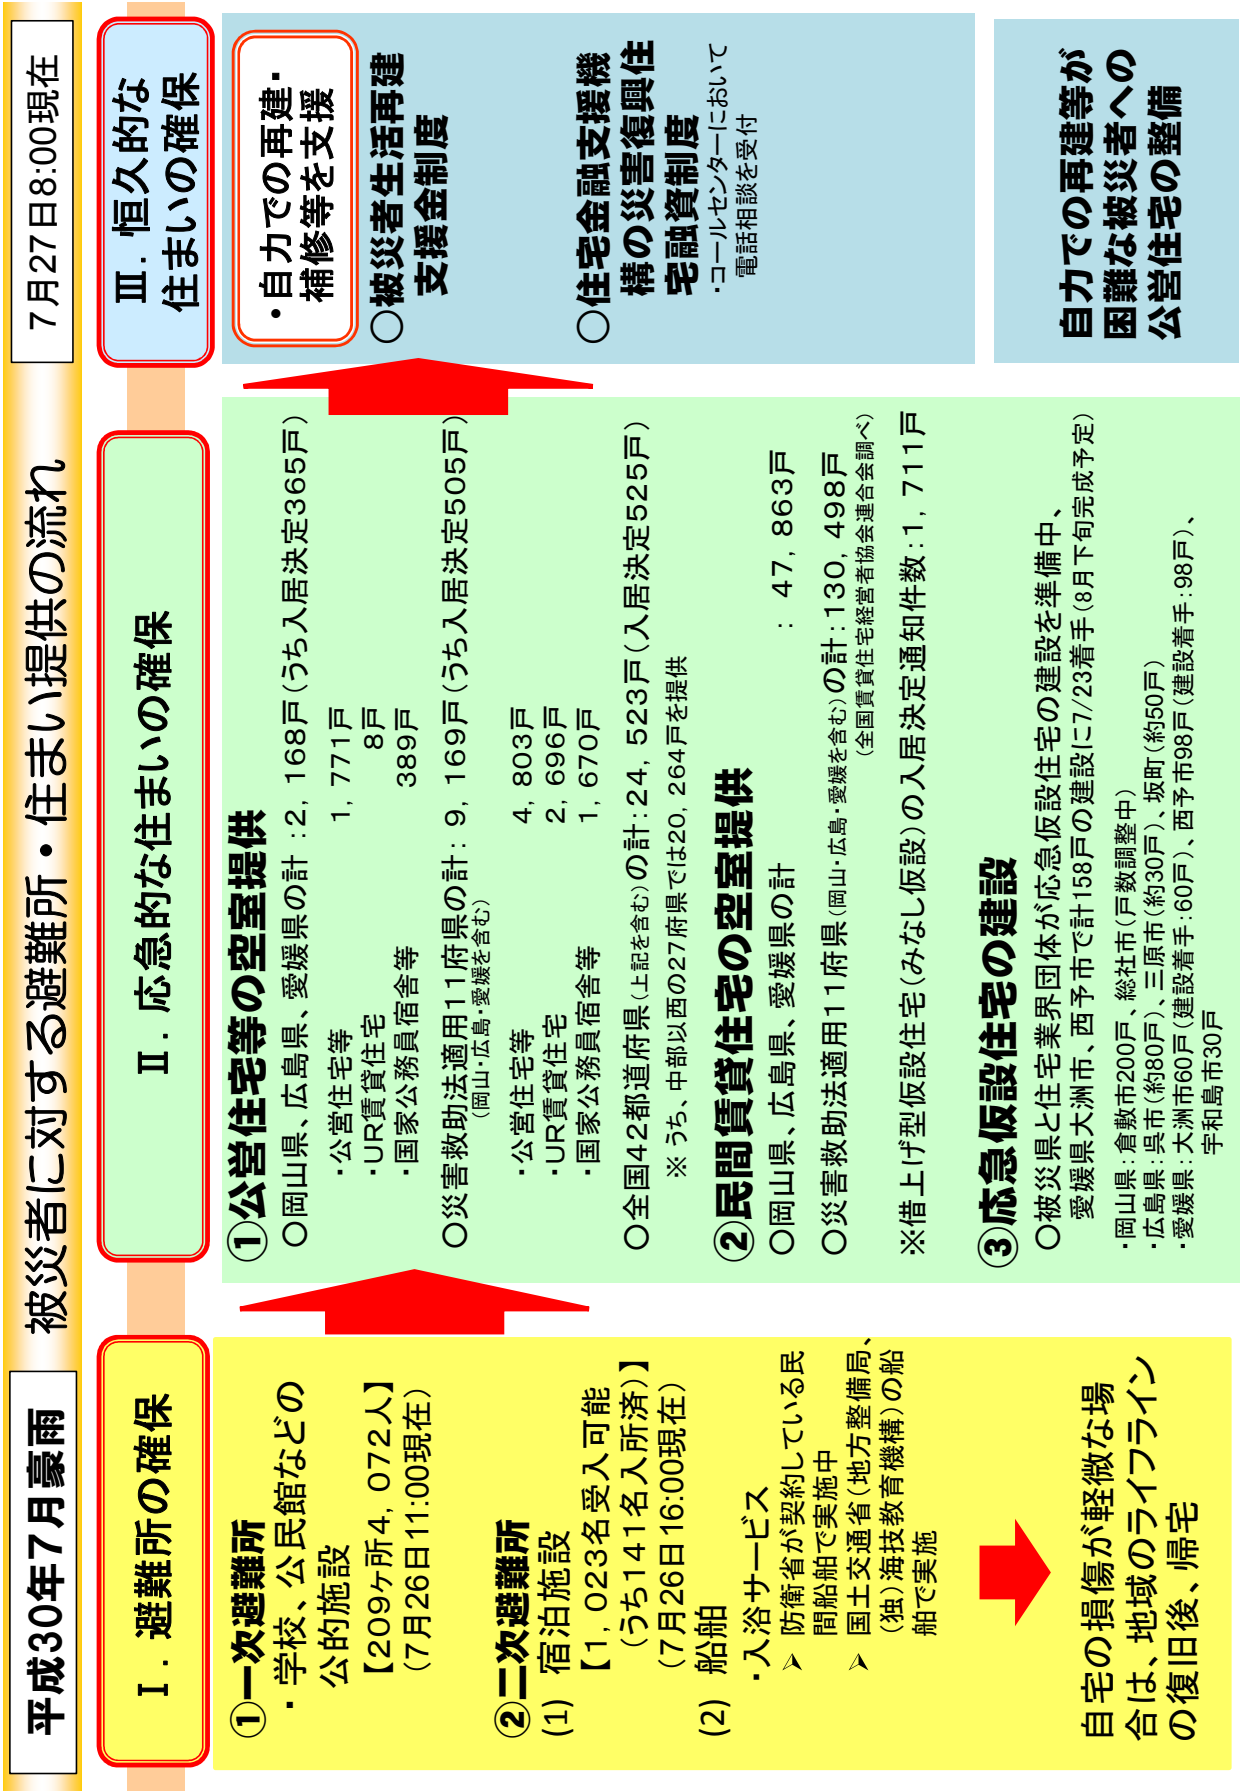 平成30年7月豪雨
被災者に対する避難所・住まい提供の流れ
7月27日8:00現在
Ⅰ．避難所の確保
①一次避難所
・学校、公民館などの
公的施設
【209ヶ所4，072人】
（7月26日11:00現在）
②二次避難所
(1) 宿泊施設
【1，023名受入可能
（うち141名入所済）】
（7月26日16:00現在）
(2) 船舶
・入浴サービス
➢ 防衛省が契約している民
間船舶で実施中
➢ 国土交通省（地方整備局、
（独）海技教育機構）の船
舶で実施
自宅の損傷が軽微な場
合は、地域のライフライン
の復旧後、帰宅
Ⅱ．応急的な住まいの確保
①公営住宅等の空室提供
○岡山県、広島県、愛媛県の計 ：2，168戸（うち入居決定365戸）
・公営住宅等 1，771戸
・UR賃貸住宅 8戸
・国家公務員宿舎等 389戸
○災害救助法適用11府県の計：9，169戸（うち入居決定505戸）
（岡山・広島・愛媛を含む）
・公営住宅等 4，803戸
・UR賃貸住宅 2，696戸
・国家公務員宿舎等 1，670戸
○全国42都道府県（上記を含む）の計：24，523戸（入居決定525戸）
※ うち、中部以西の27府県では20，264戸を提供
②民間賃貸住宅の空室提供
○岡山県、広島県、愛媛県の計 ： 47，863戸
○災害救助法適用11府県（岡山・広島・愛媛を含む）の計：130，498戸
（全国賃貸住宅経営者協会連合会調べ）
※借上げ型仮設住宅（みなし仮設）の入居決定通知件数：1，711戸
③応急仮設住宅の建設
○被災県と住宅業界団体が応急仮設住宅の建設を準備中、
愛媛県大洲市、西予市で計158戸の建設に7/23着手（8月下旬完成予定）
・岡山県：倉敷市200戸、総社市（戸数調整中）
・広島県：呉市（約80戸）、三原市（約30戸）、坂町（約50戸）
・愛媛県：大洲市60戸（建設着手：60戸）、西予市98戸（建設着手：98戸）、
宇和島市30戸
Ⅲ．恒久的な
住まいの確保
・自力での再建・
補修等を支援
○被災者生活再建
支援金制度
○住宅金融支援機
構の災害復興住
宅融資制度
・コールセンターにおいて
電話相談を受付
自力での再建等が
困難な被災者への
公営住宅の整備